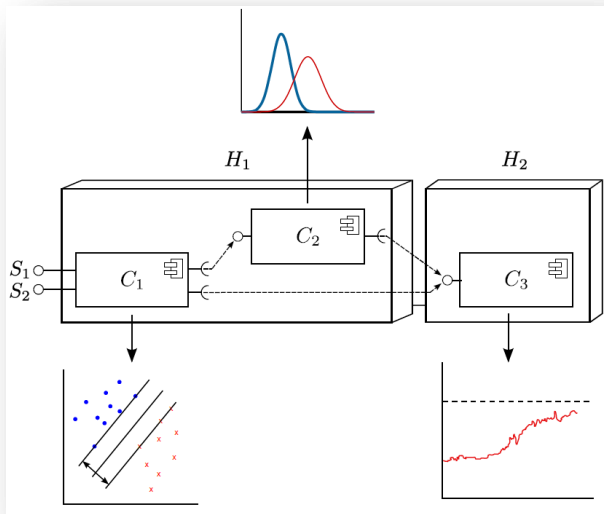 H₁
H₂
C₂
S₁
C₁
C₃
S₂